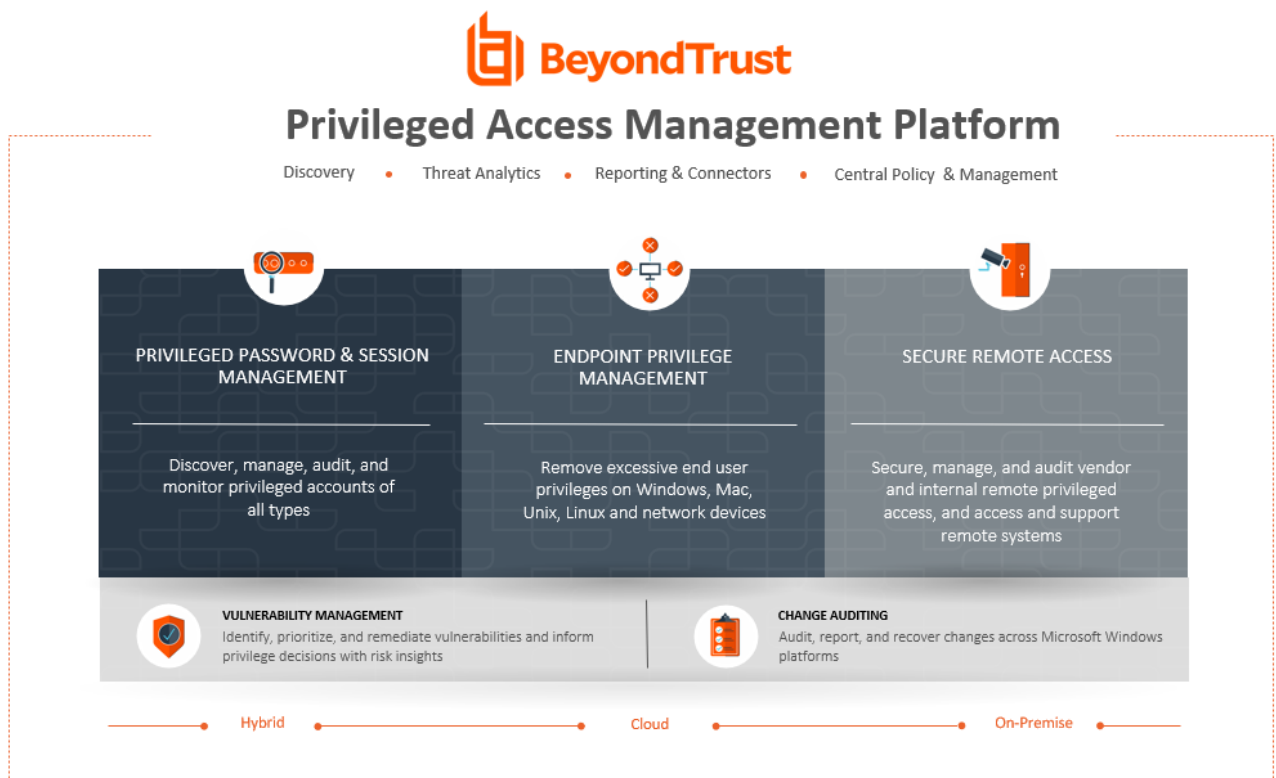 BeyondTrust
Privileged Access Management Platform
Discovery • Threat Analytics • Reporting & Connectors • Central Policy & Management
PRIVILEGED PASSWORD & SESSION
MANAGEMENT
Discover, manage, audit, and
monitor privileged accounts of
all types
ENDPOINT PRIVILEGE
MANAGEMENT
Remove excessive end user
privileges on Windows, Mac,
Unix, Linux and network devices
SECURE REMOTE ACCESS
Secure, manage, and audit vendor
and internal remote privileged
access, and access and support
remote systems
VULNERABILITY MANAGEMENT
Identify, prioritize, and remediate vulnerabilities and inform
privilege decisions with risk insights
CHANGE AUDITING
Audit, report, and recover changes across Microsoft Windows
platforms
Hybrid
Cloud
On-Premise